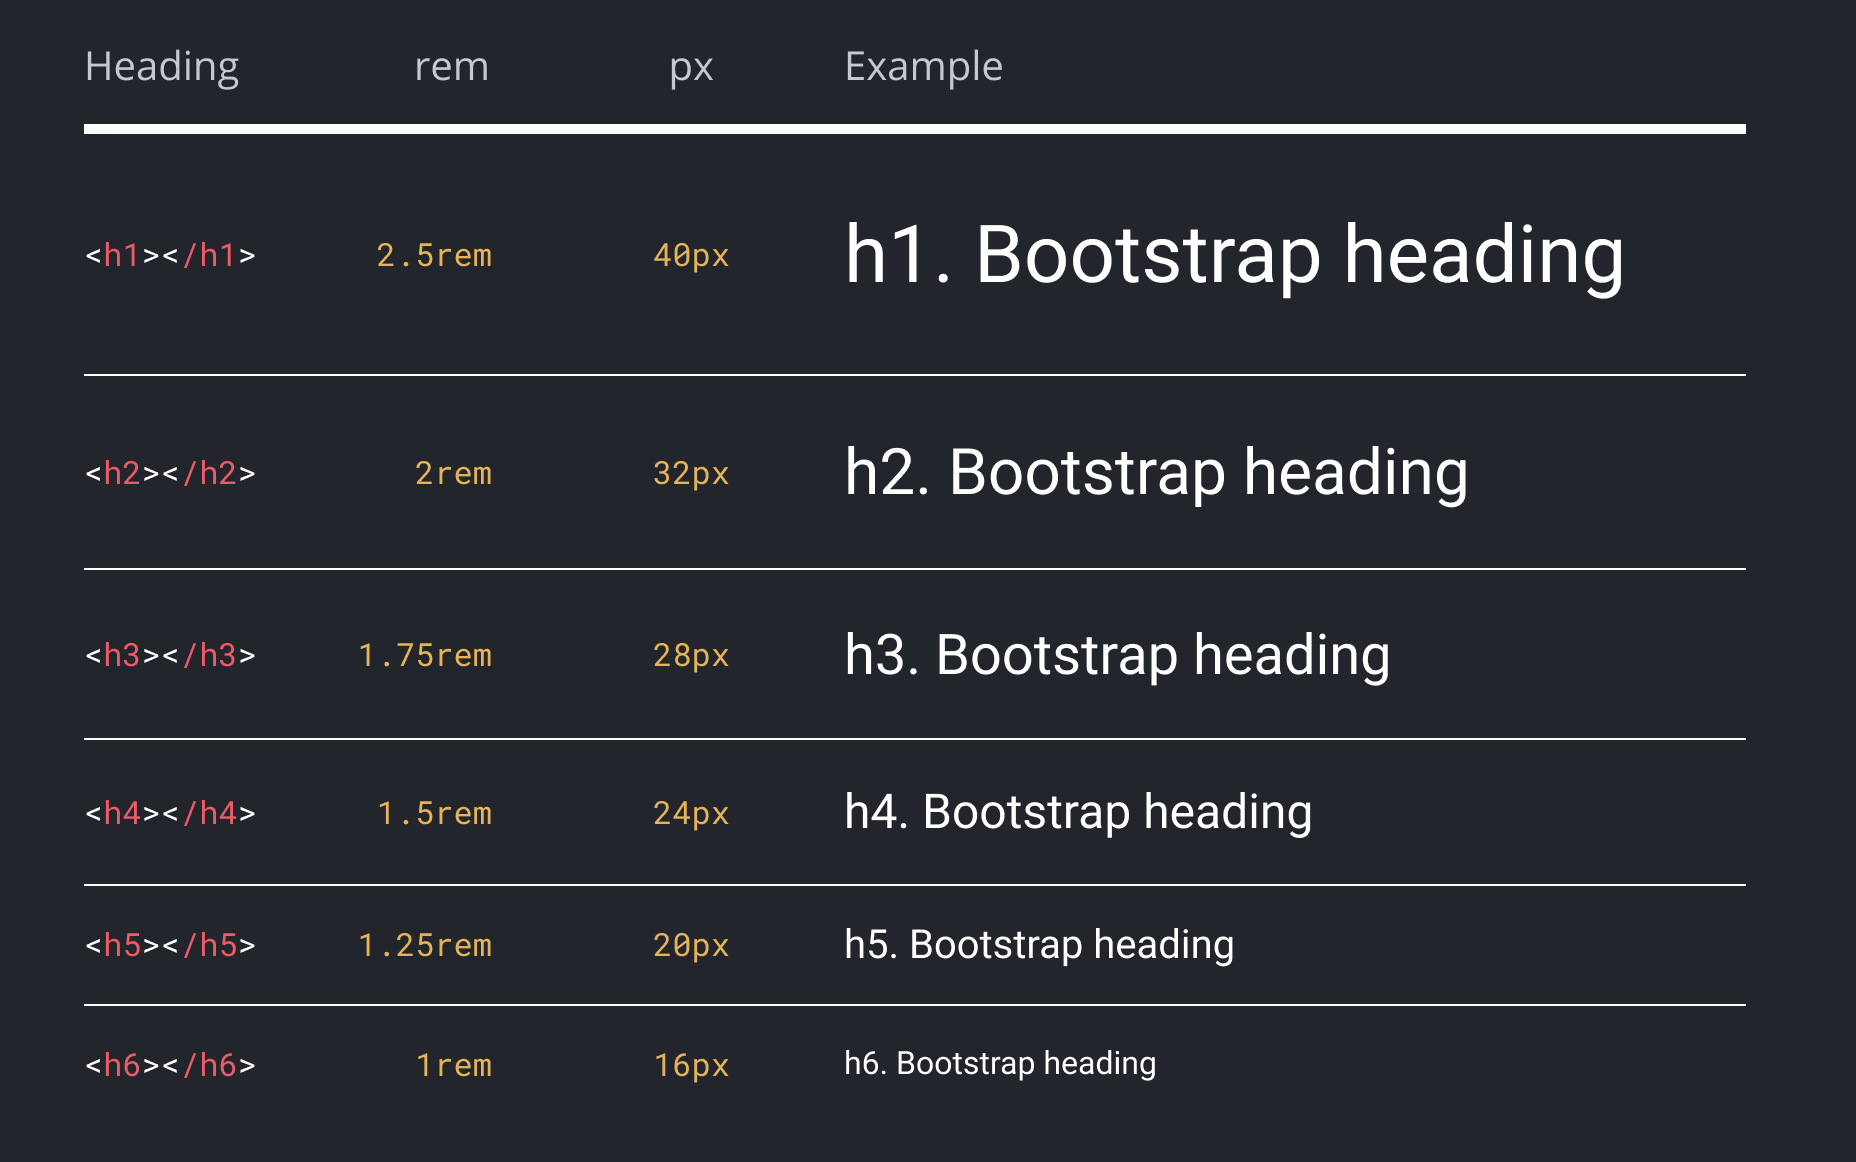 Heading rem px Example
<h1></h1> 2.5rem 40px h1. Bootstrap heading
<h2></h2> 2rem 32px h2. Bootstrap heading
<h3></h3> 1.75rem 28px h3. Bootstrap heading
<h4></h4> 1.5rem 24px h4. Bootstrap heading
<h5></h5> 1.25rem 20px h5. Bootstrap heading
<h6></h6> 1rem 16px h6. Bootstrap heading